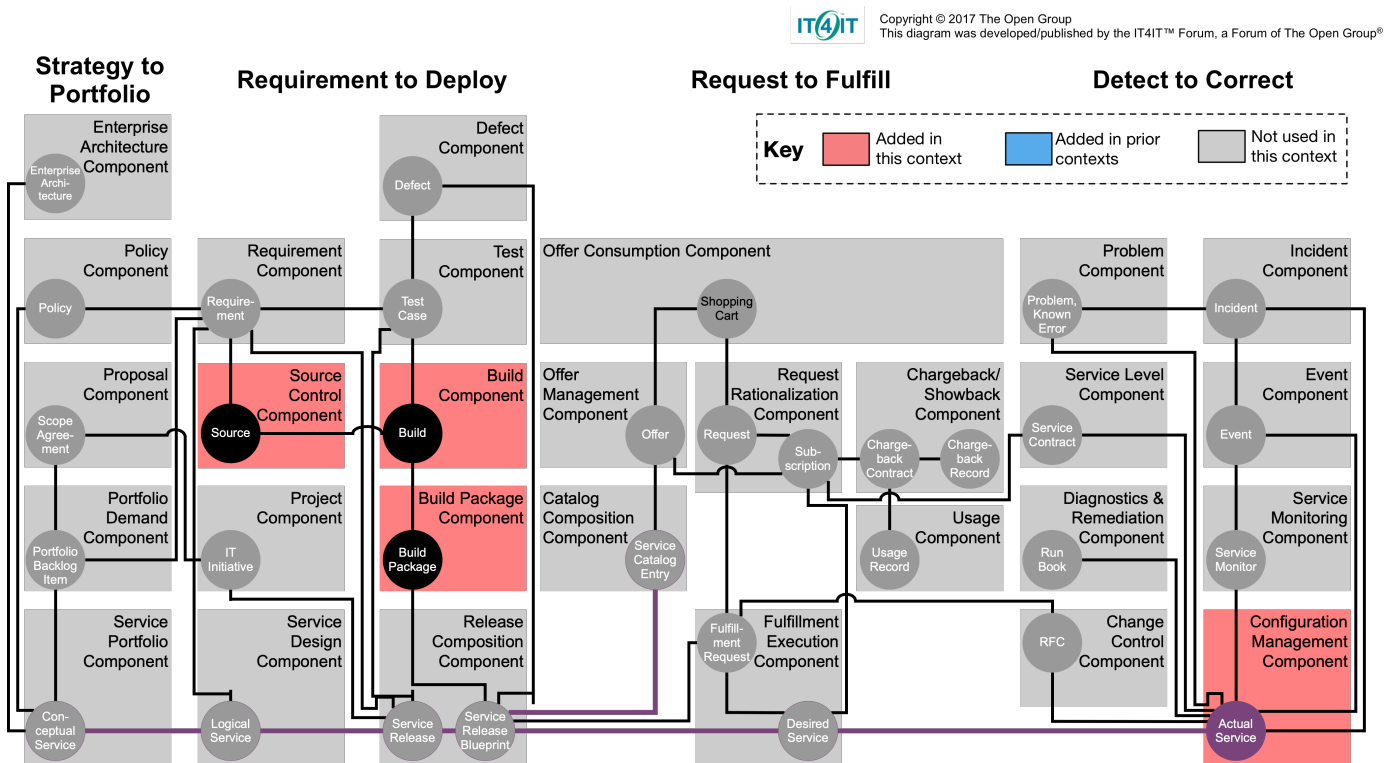 IT4IT
Copyright © 2017 The Open Group
This diagram was developed/published by the IT4IT™ Forum, a Forum of The Open Group®
Strategy to
Portfolio
Requirement to Deploy
Request to Fulfill
Detect to Correct
Key
Added in
this context
Added in prior
contexts
Not used in
this context
Enterprise
Architecture
Component
Enterprise
Archi-
tecture
Defect
Component
Defect
Policy
Component
Policy
Requirement
Component
Require-
ment
Test
Component
Test
Case
Offer Consumption Component
Shopping
Cart
Problem
Component
Problem,
Known
Error
Incident
Component
Incident
Proposal
Component
Scope
Agree-
ment
Source
Control
Component
Source
Build
Component
Build
Offer
Management
Component
Offer
Request
Rationalization
Component
Request
Sub-
scription
Chargeback/
Showback
Component
Charge-
back
Contract
Charge-
back
Record
Service Level
Component
Service
Contract
Event
Component
Event
Portfolio
Demand
Component
Portfolio
Backlog
Item
Project
Component
IT
Initiative
Build Package
Component
Build
Package
Catalog
Composition
Component
Service
Catalog
Entry
Usage
Component
Usage
Record
Diagnostics &
Remediation
Component
Run
Book
Service
Monitoring
Component
Service
Monitor
Service
Portfolio
Component
Con-
ceptual
Service
Service
Design
Component
Logical
Service
Release
Composition
Component
Service
Release
Service
Release
Blueprint
Fulfillment
Execution
Component
Fulfill-
ment
Request
Desired
Service
Change
Control
Component
RFC
Configuration
Management
Component
Actual
Service